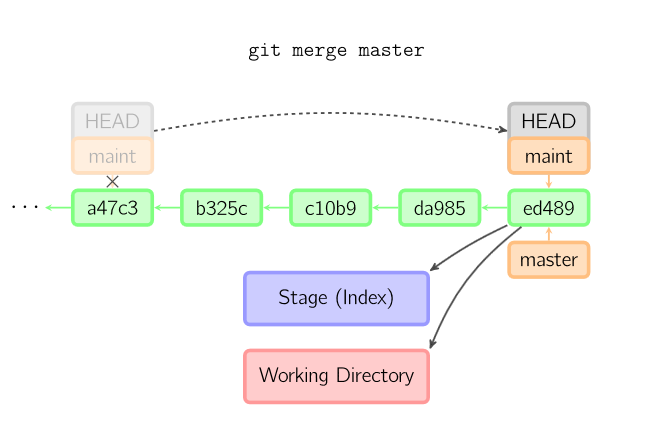 git merge master
HEAD
HEAD
maint
maint
...
a47c3
b325c
c10b9
da985
ed489
master
Stage (Index)
Working Directory